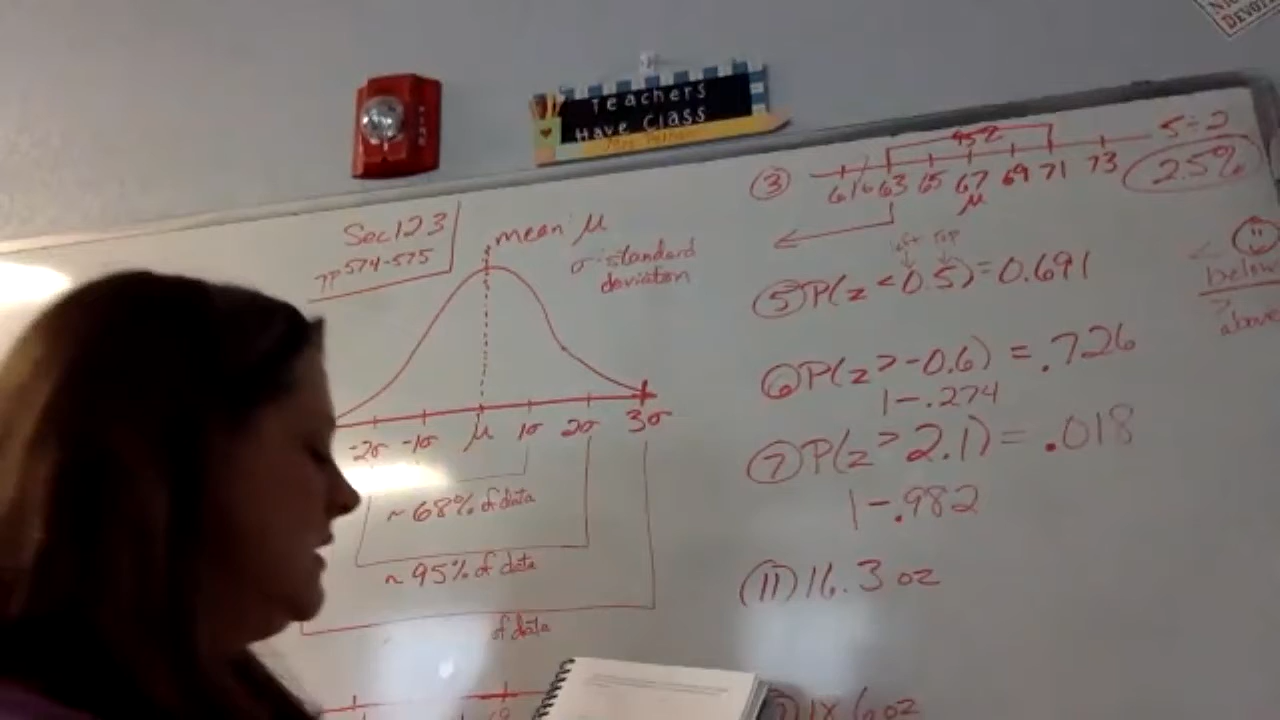 Teachers
Have Class
FIRE
DEVOTE
Sec 12.3
pp 574-575
mean μ
σ-standard
deviation
-2σ -1σ μ 1σ 2σ 3σ
~68% of data
~95% of data
of data
③ 95%
61 63 65 67 69 71 73
μ
5÷2
2.5%
⑤ P(z < 0.5) = 0.691
below
>
above
⑥ P(z > -0.6) = .726
1-.274
⑦ P(z > 2.1) = .018
1-.982
⑪ 16.3 oz